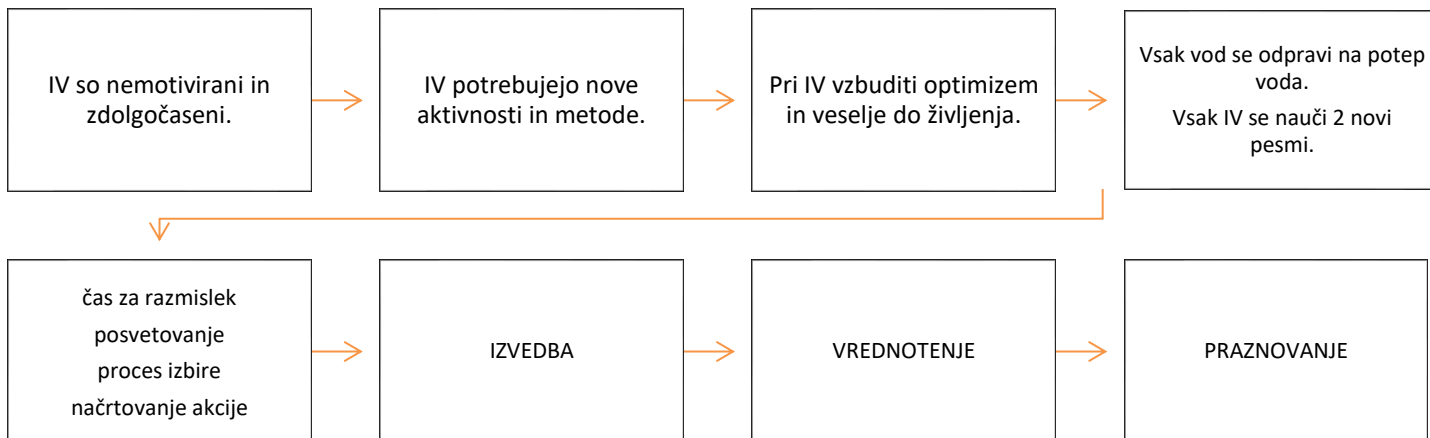 IV so nemotivirani in
zdolgočaseni.
IV potrebujejo nove
aktivnosti in metode.
Pri IV vzbuditi optimizem
in veselje do življenja.
Vsak vod se odpravi na potep
voda.
Vsak IV se nauči 2 novi
pesmi.
čas za razmislek
posvetovanje
proces izbire
načrtovanje akcije
IZVEDBA
VREDNOTENJE
PRAZNOVANJE